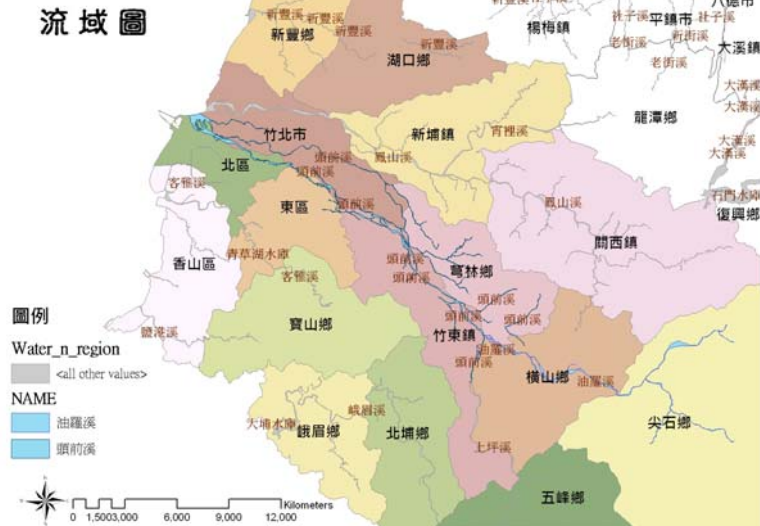 流域圖
新豐溪
新豐溪
新豐溪
新豐鄉
新豐溪
湖口鄉
楊梅鎮
社子溪
平鎮市
社子溪
八德市
老街溪
新街溪
大溪鎮
老街溪
大漢溪
大漢溪
龍潭鄉
大漢溪
大漢溪
石門水庫
復興鄉
竹北市
新埔鎮
霄裡溪
鳳山溪
頭前溪
頭前溪
頭前溪
北區
客雅溪
東區
鳳山溪
關西鎮
青草湖水庫
客雅溪
香山區
頭前溪
頭前溪
芎林鄉
頭前溪
頭前溪
頭前溪
寶山鄉
鹽港溪
竹東鎮
油羅溪
頭前溪
橫山鄉
油羅溪
尖石鄉
峨眉溪
大埔水庫
峨眉鄉
北埔鄉
上坪溪
五峰鄉
圖例
Water_n_region
<all other values>
NAME
油羅溪
頭前溪
Kilometers
0 1,500 3,000 6,000 9,000 12,000